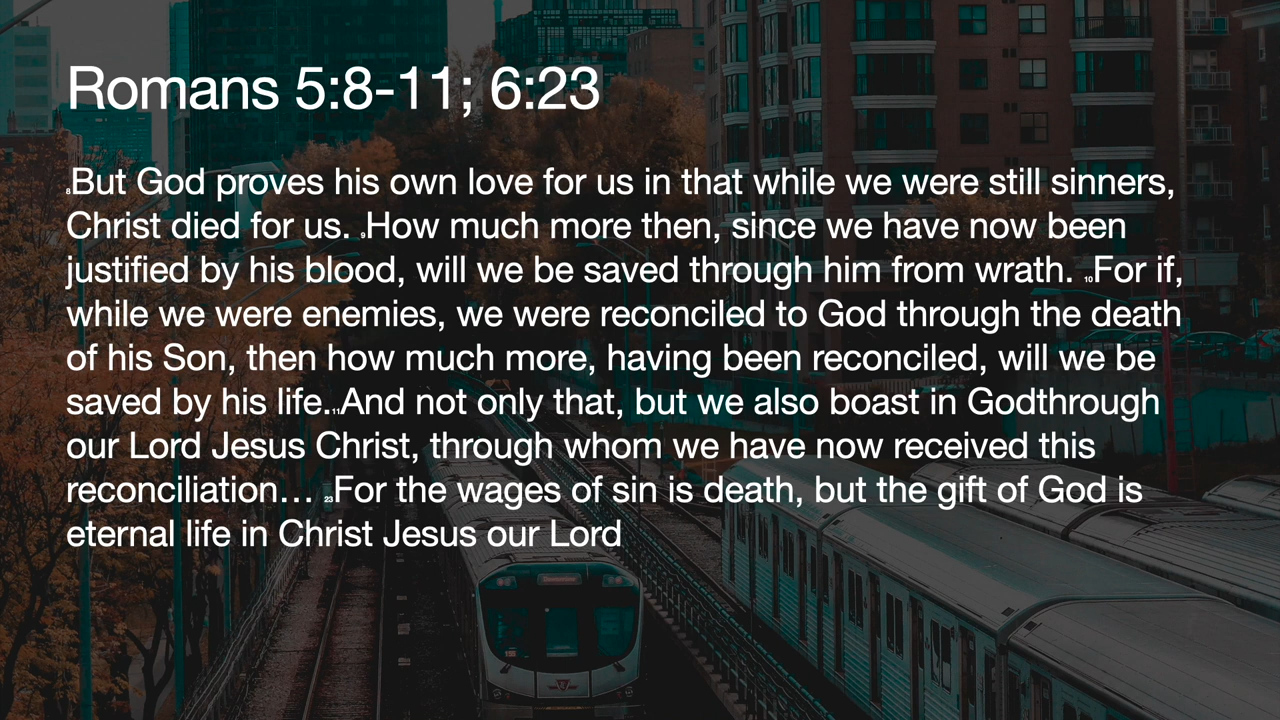 Romans 5:8-11; 6:23
8But God proves his own love for us in that while we were still sinners,
Christ died for us. 9How much more then, since we have now been
justified by his blood, will we be saved through him from wrath. 10For if,
while we were enemies, we were reconciled to God through the death
of his Son, then how much more, having been reconciled, will we be
saved by his life.11And not only that, but we also boast in Godthrough
our Lord Jesus Christ, through whom we have now received this
reconciliation… 23For the wages of sin is death, but the gift of God is
eternal life in Christ Jesus our Lord